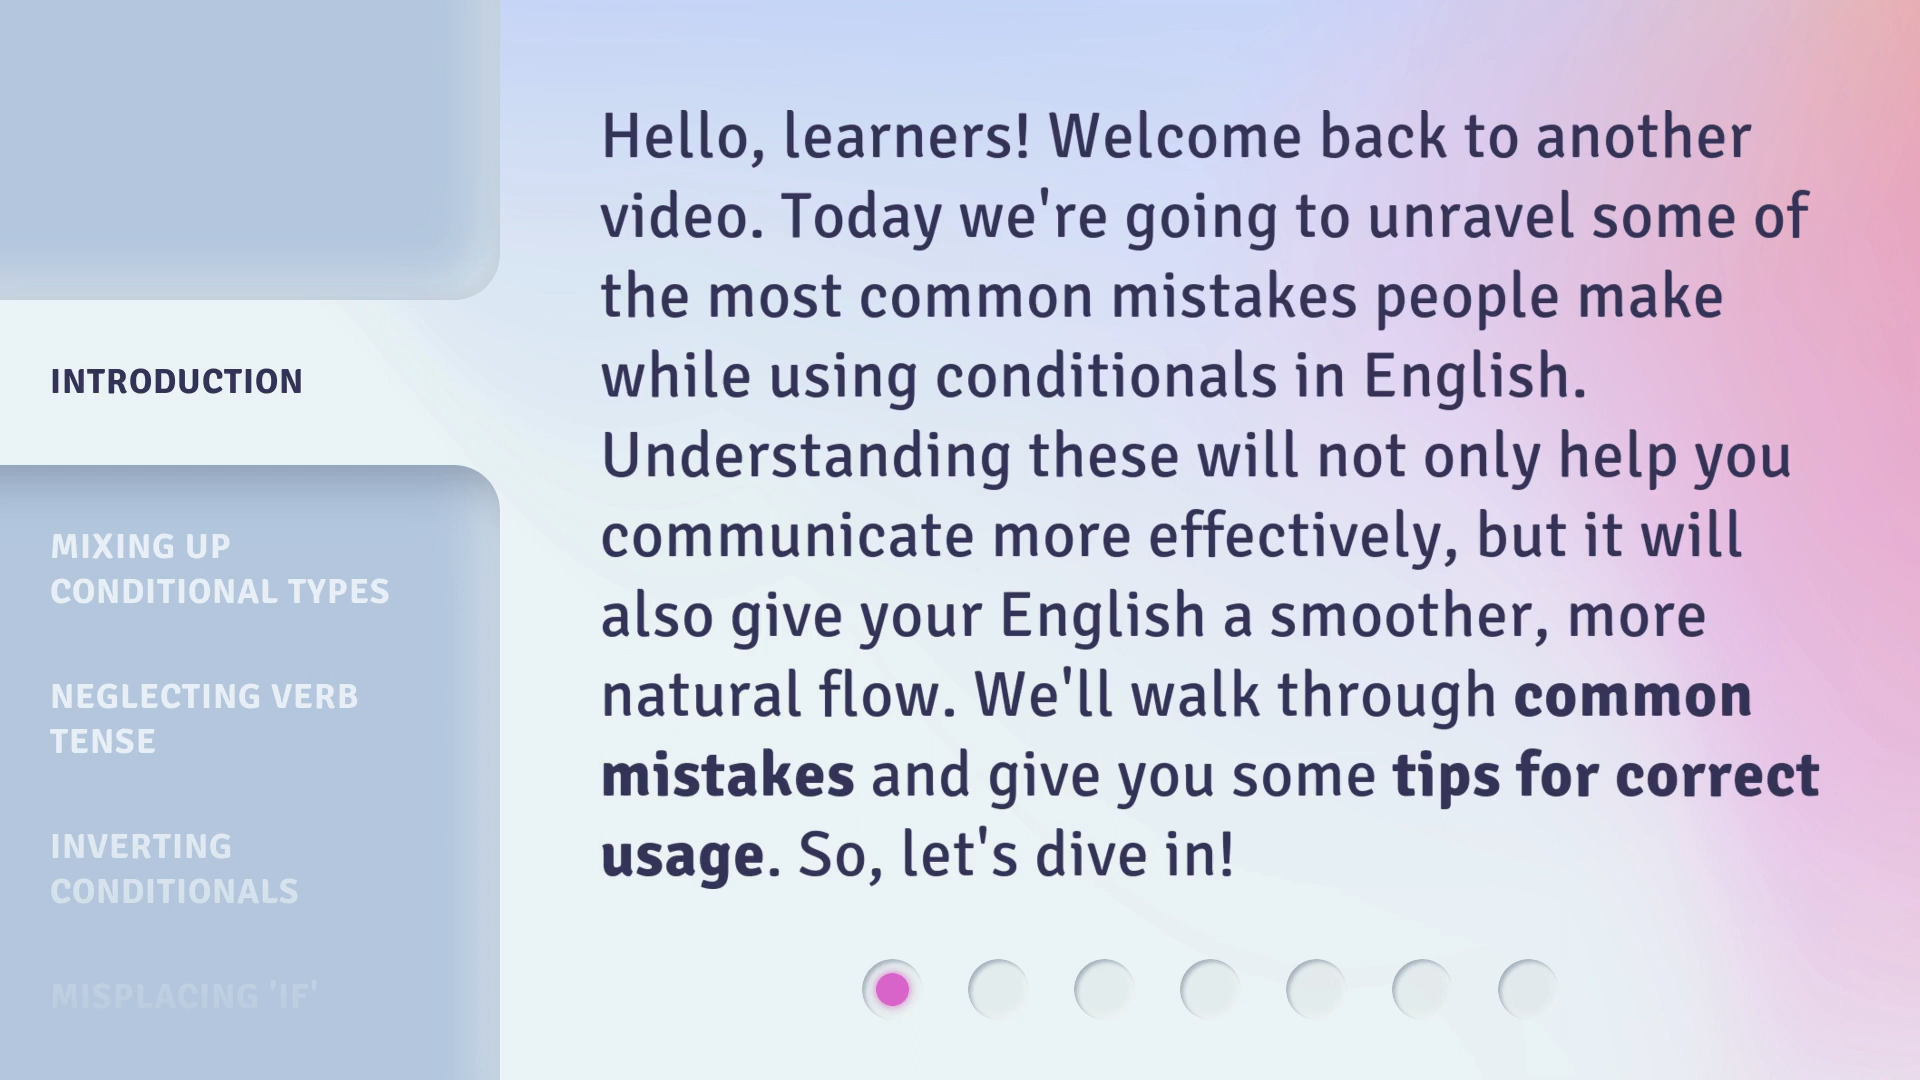 INTRODUCTION
MIXING UP
CONDITIONAL TYPES
NEGLECTING VERB
TENSE
INVERTING
CONDITIONALS
MISPLACING 'IF'
Hello, learners! Welcome back to another
video. Today we're going to unravel some of
the most common mistakes people make
while using conditionals in English.
Understanding these will not only help you
communicate more effectively, but it will
also give your English a smoother, more
natural flow. We'll walk through common
mistakes and give you some tips for correct
usage. So, let's dive in!